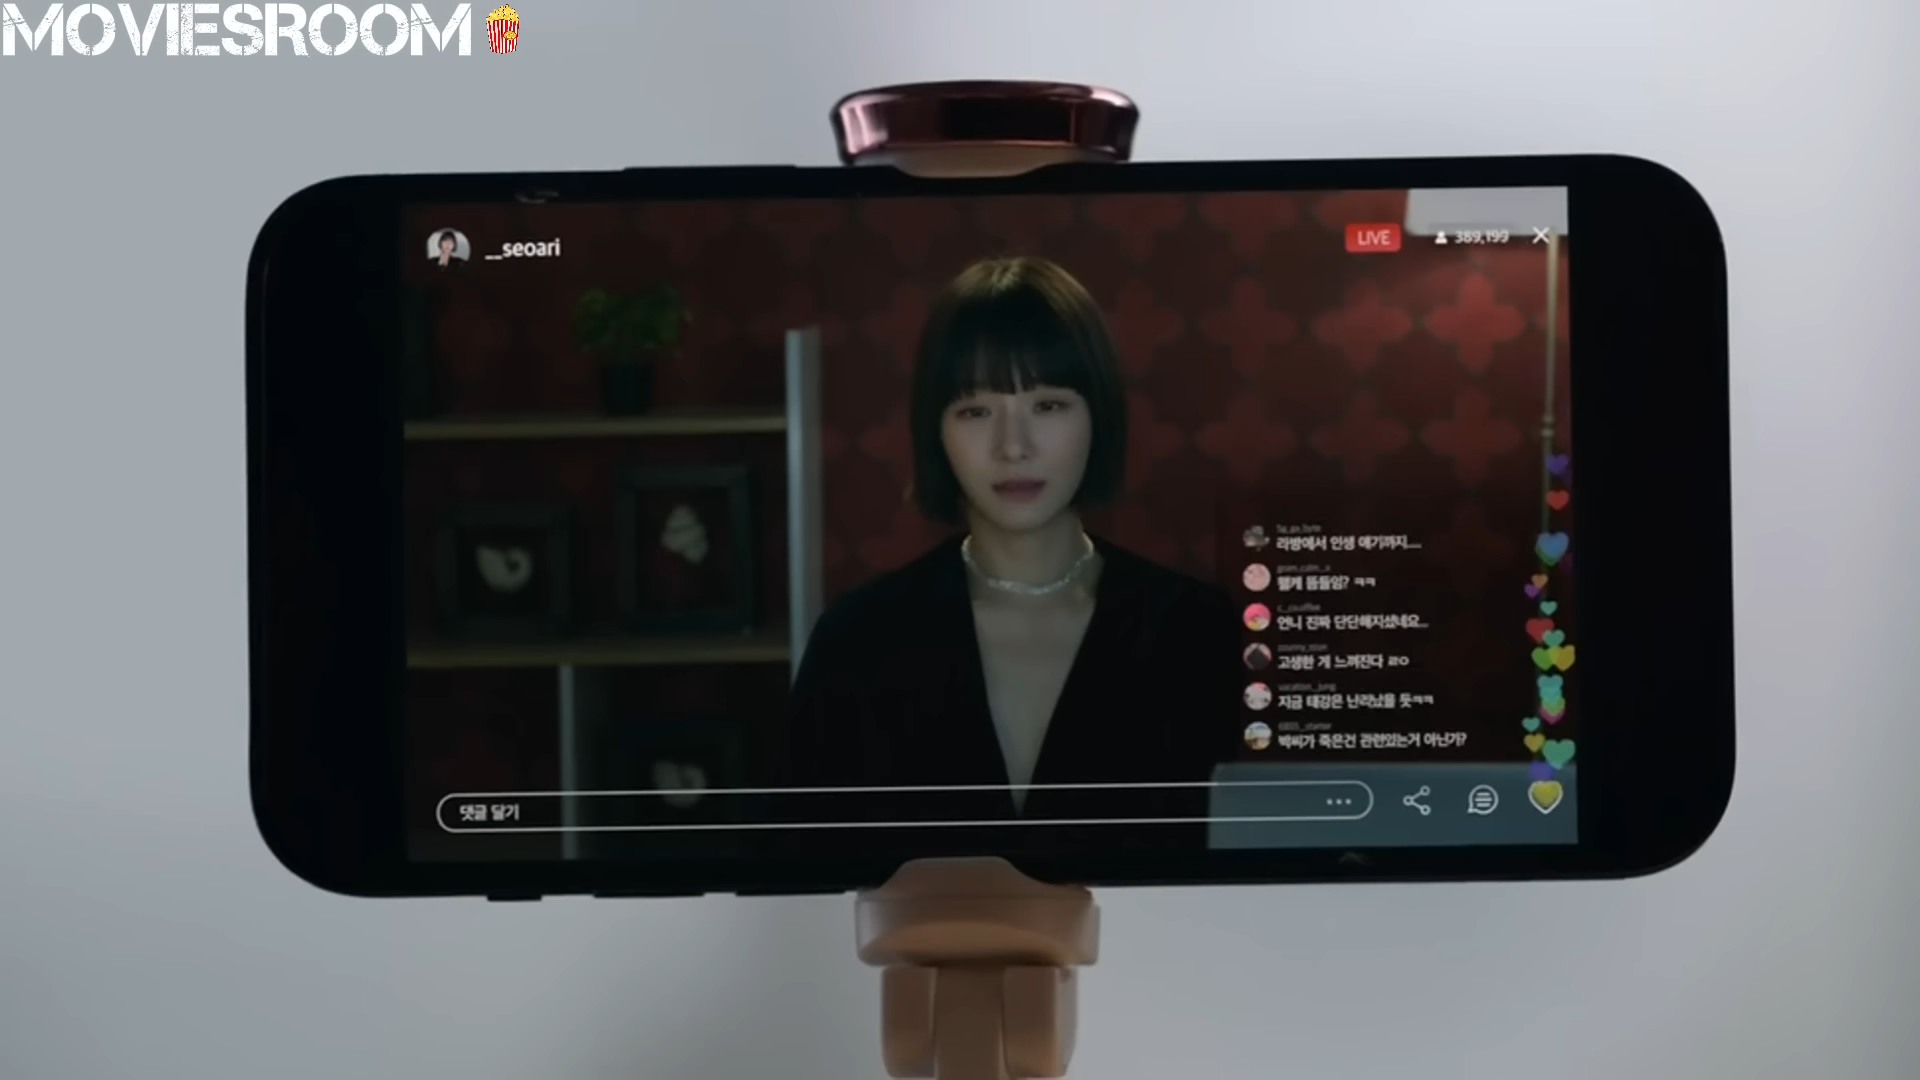 MOVIESROOM
__seoari
LIVE
389,199
라방에서 인생 얘기까지....
헬게 뜸들임? ㅋㅋ
언니 진짜 단단해지셨네요..
고생한 게 느껴진다 ㄹㅇ
지금 태강은 난리났을 듯ㅋㅋ
박씨가 죽은건 관련있는거 아닌가?
댓글 달기